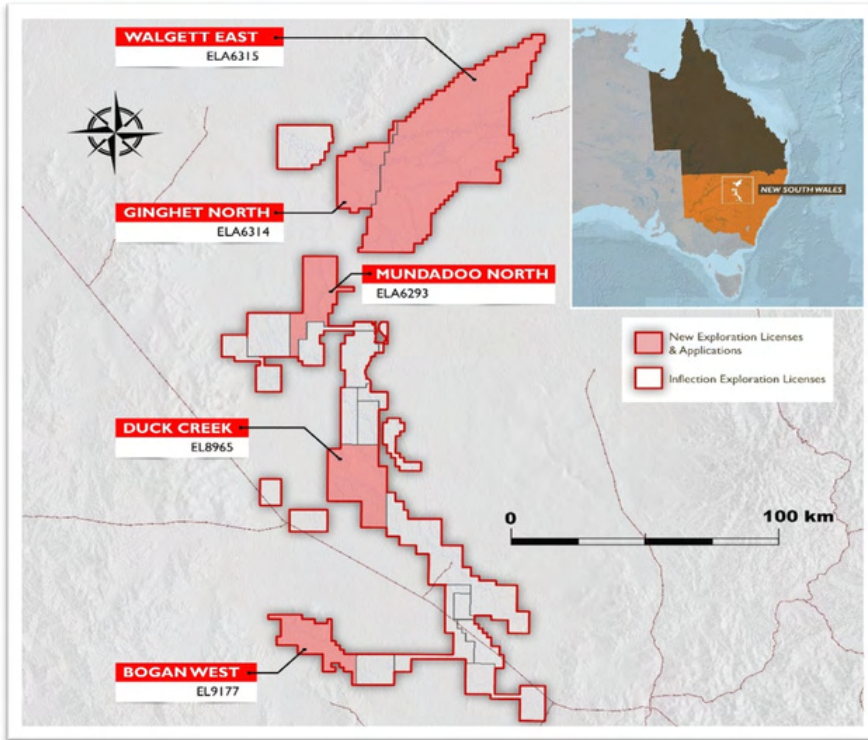 WALGETT EAST
ELA6315
GINGHET NORTH
ELA6314
MUNDADOO NORTH
ELA6293
DUCK CREEK
EL8965
BOGAN WEST
EL9177
NEW SOUTH WALES
New Exploration Licenses
& Applications
Inflection Exploration Licenses
0 100 km